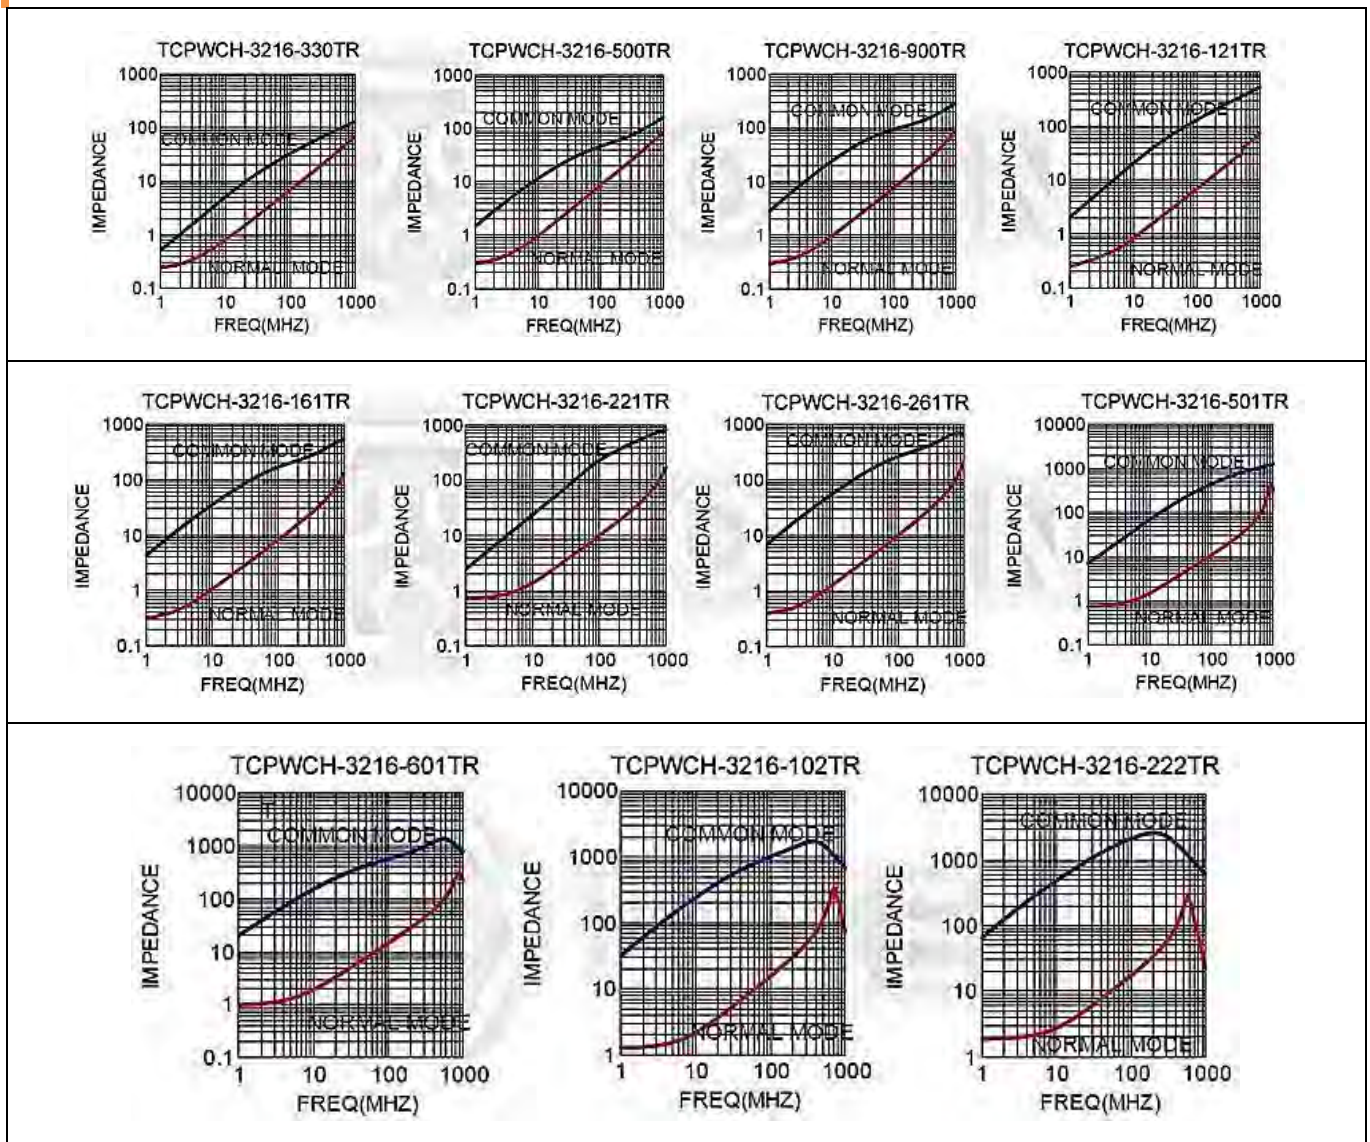 TCPWCH-3216-330TR
1000
100
10
1
0.1
IMPEDANCE
COMMON MODE
NORMAL MODE
1 10 100 1000
FREQ(MHZ)
TCPWCH-3216-500TR
1000
100
10
1
0.1
IMPEDANCE
COMMON MODE
NORMAL MODE
1 10 100 1000
FREQ(MHZ)
TCPWCH-3216-900TR
1000
100
10
1
0.1
IMPEDANCE
COMMON MODE
NORMAL MODE
1 10 100 1000
FREQ(MHZ)
TCPWCH-3216-121TR
1000
100
10
1
0.1
IMPEDANCE
COMMON MODE
NORMAL MODE
1 10 100 1000
FREQ(MHZ)
TCPWCH-3216-161TR
1000
100
10
1
0.1
IMPEDANCE
COMMON MODE
NORMAL MODE
1 10 100 1000
FREQ(MHZ)
TCPWCH-3216-221TR
1000
100
10
1
0.1
IMPEDANCE
COMMON MODE
NORMAL MODE
1 10 100 1000
FREQ(MHZ)
TCPWCH-3216-261TR
1000
100
10
1
0.1
IMPEDANCE
COMMON MODE
NORMAL MODE
1 10 100 1000
FREQ(MHZ)
TCPWCH-3216-501TR
10000
1000
100
10
1
0.1
IMPEDANCE
COMMON MODE
NORMAL MODE
1 10 100 1000
FREQ(MHZ)
TCPWCH-3216-601TR
10000
1000
100
10
1
0.1
IMPEDANCE
T
COMMON MODE
NORMAL MODE
1 10 100 1000
FREQ(MHZ)
TCPWCH-3216-102TR
10000
1000
100
10
1
IMPEDANCE
COMMON MODE
NORMAL MODE
1 10 100 1000
FREQ(MHZ)
TCPWCH-3216-222TR
10000
1000
100
10
1
IMPEDANCE
COMMON MODE
NORMAL MODE
1 10 100 1000
FREQ(MHZ)